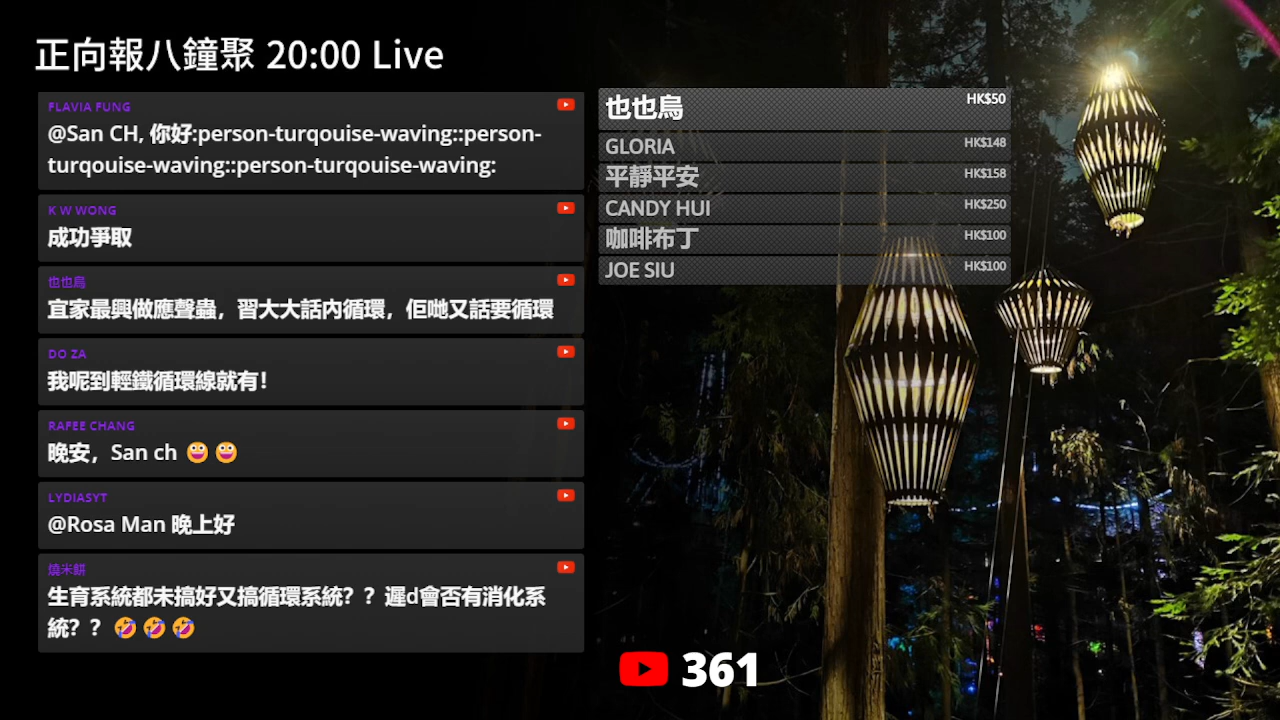 正向報八鐘聚 20:00 Live
FLAVIA FUNG
@San CH, 你好:person-turqouise-waving::person-
turqouise-waving::person-turqouise-waving:
K W WONG
成功爭取
也也烏
宜家最興做應聲蟲，習大大話内循環，佢哋又話要循環
DO ZA
我呢到輕鐵循環線就有！
RAFEE CHANG
晚安，San ch
LYDIASYT
@Rosa Man 晚上好
燒米餅
生育系統都未搞好又搞循環系統？？遲d會否有消化系
統？？
也也烏 HK$50
GLORIA HK$148
平靜平安 HK$158
CANDY HUI HK$250
咖啡布丁 HK$100
JOE SIU HK$100
361